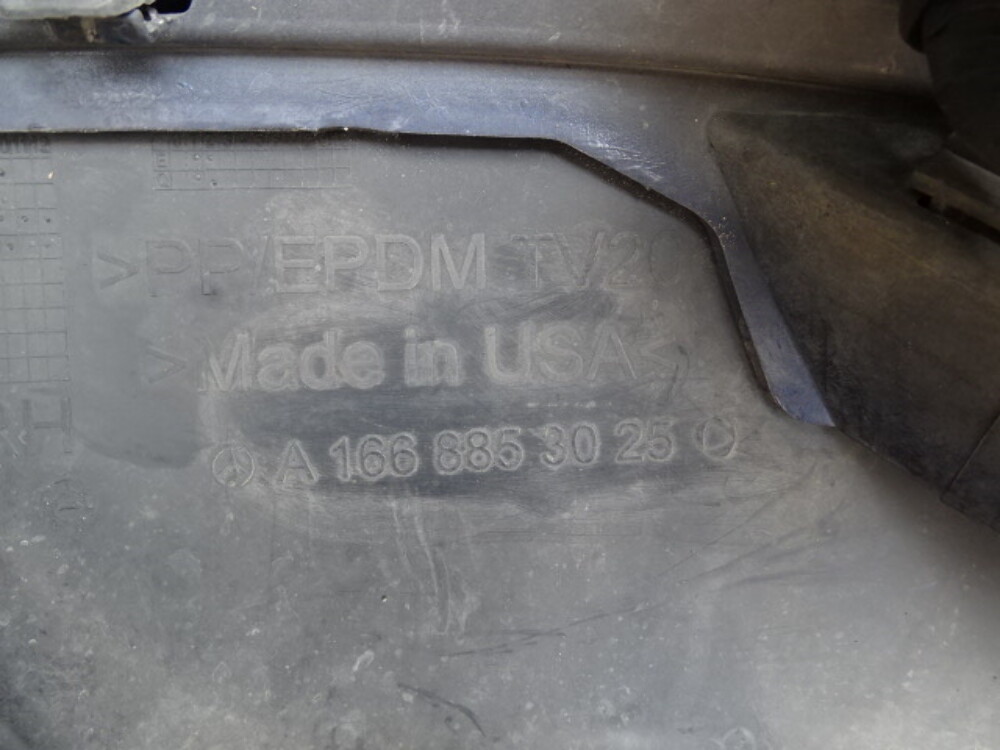 >PP/EPDM TV20
>Made in USA<
A 166 885 30 25